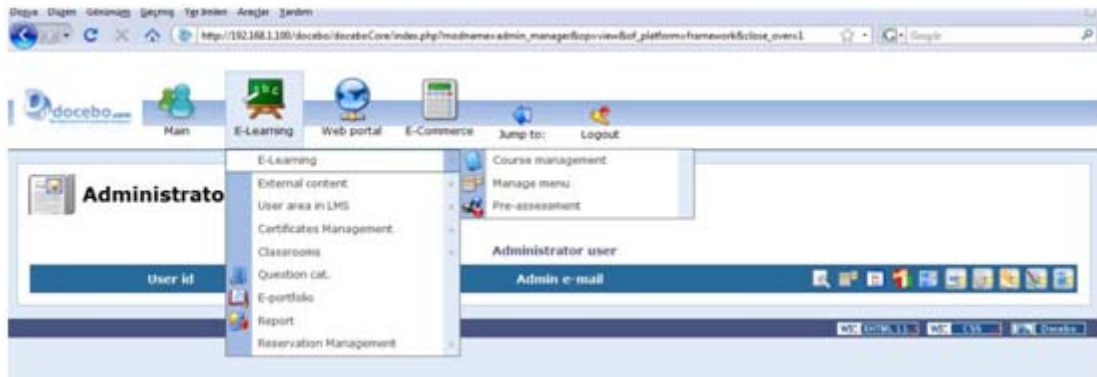 Dosya Düzen Görünüm Geçmiş Yer İmleri Araçlar Yardım
http://192.168.1.100/docebo/doceboCore/index.php?modname=admin_manager&op=view&of_platform=framework&close_over=1
Google
docebo.com
Main E-Learning Web portal E-Commerce Jump to: Logout
E-Learning Course management
External content Manage menu
User area in LMS Pre-assessment
Administrato
Certificates Management
Classrooms Administrator user
User id Question cat. Admin e-mail
E-portfolio
Report
W3C XHTML 1.1 W3C CSS Docebo
Reservation Management